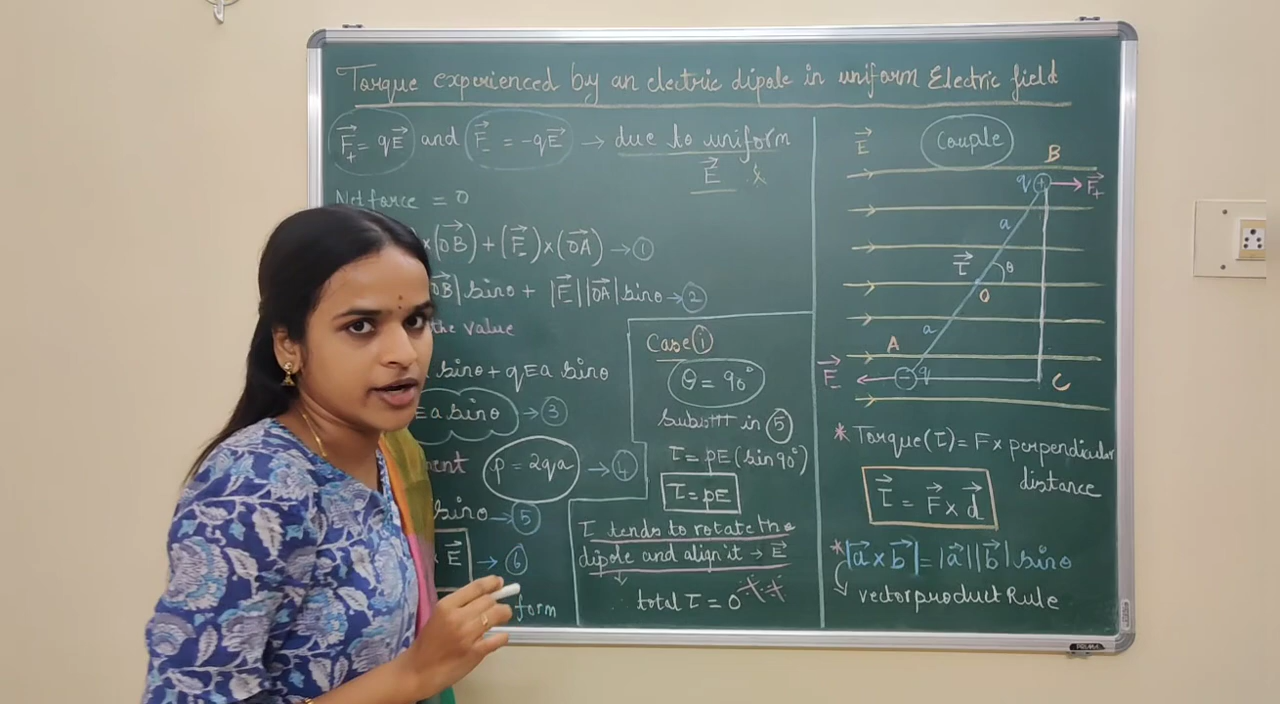 Torque experienced by an electric dipole in uniform Electric field
F⃗₊ = qE⃗ and F⃗₋ = -qE⃗ → due to uniform
E⃗ &
Net force = 0
×(OB⃗) + (F⃗₋)×(OA⃗) → ①
OB⃗| sinθ + |F⃗₋||OA⃗| sinθ → ②
the value
sinθ + qEa sinθ
Ea sinθ → ③
ment p = 2qa → ④
sinθ → ⑤
× E⃗ → ⑥
form
Case ⓘ
θ = 90°
Substit in ⑤
τ = pE (sin 90°)
τ = pE
τ tends to rotate the
dipole and align it → E⃗
↓
total τ = 0
E⃗ Couple
B
q + → F⃗₊
a
τ⃗ θ
O
a
A
F⃗₋ ← − q C
* Torque (τ) = F × perpendicular
distance
τ⃗ = F⃗ × d⃗
* |a⃗ × b⃗| = |a⃗||b⃗| sinθ
vector product Rule